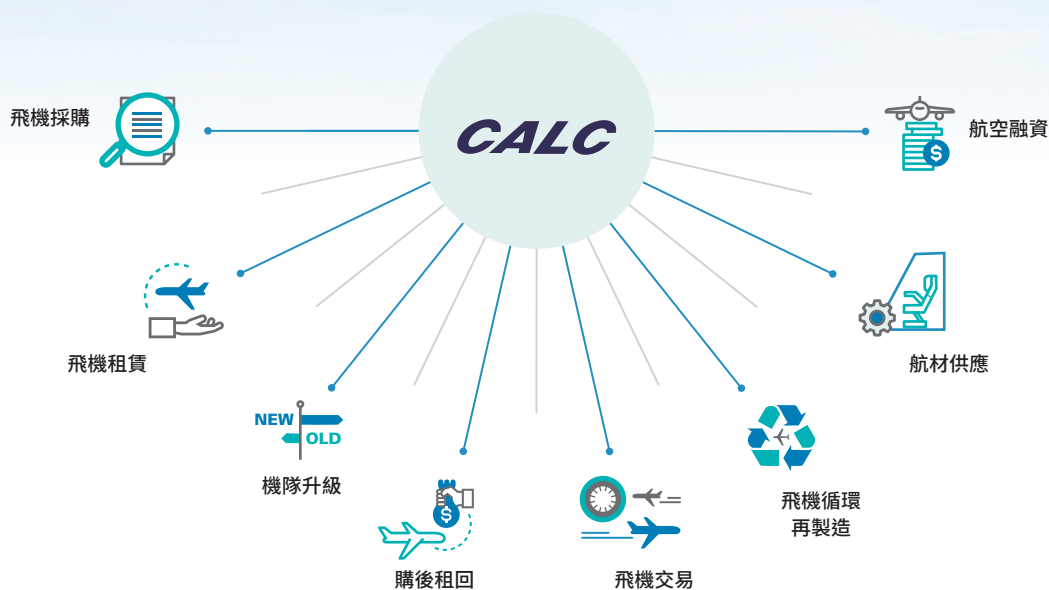 CALC
飛機採購
航空融資
飛機租賃
航材供應
NEW
OLD
機隊升級
飛機循環
再製造
$
$
購後租回
飛機交易